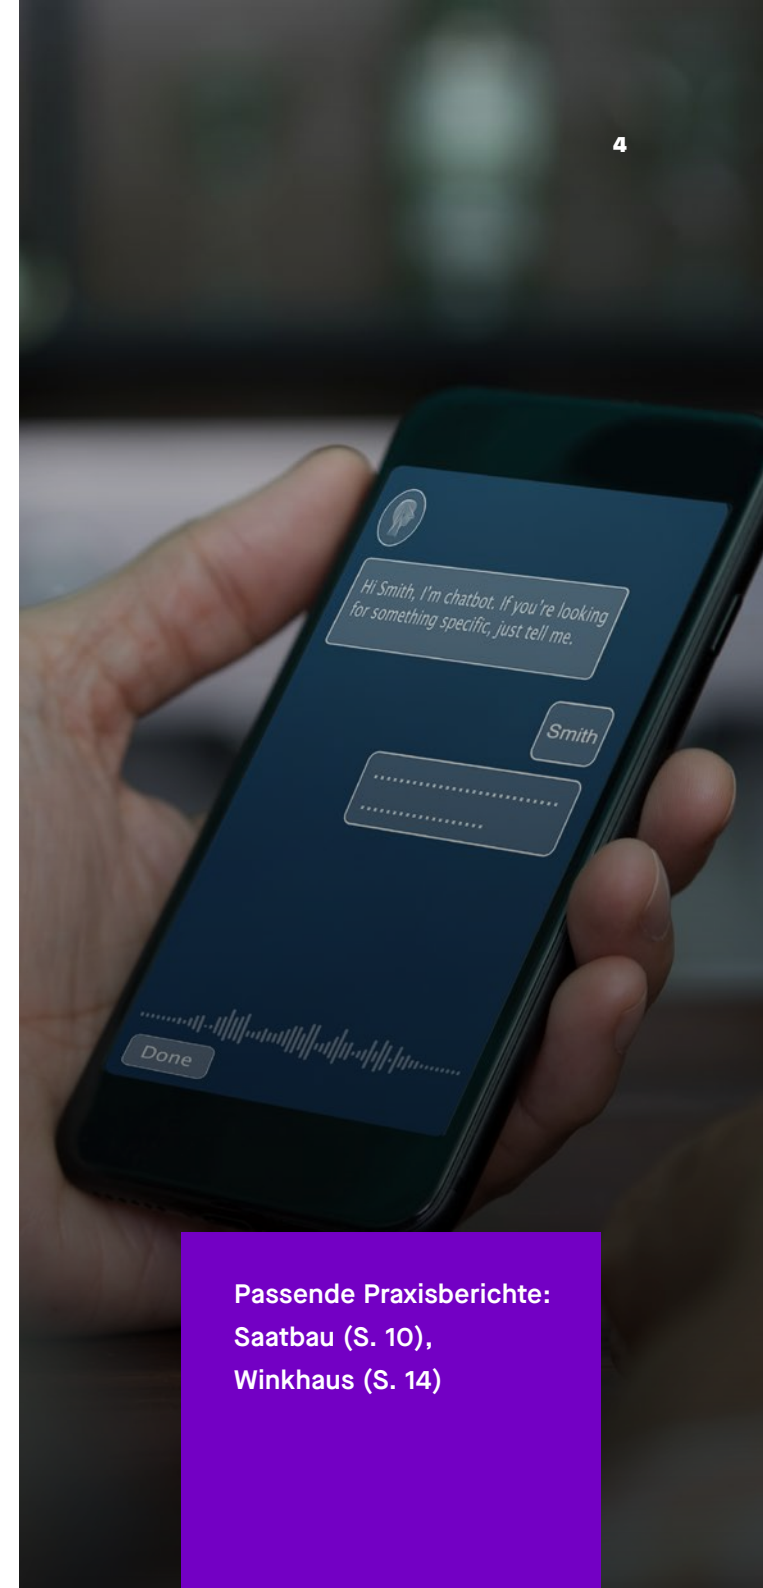 4
Hi Smith, I'm chatbot. If you're looking
for something specific, just tell me.
Smith
Done
Passende Praxisberichte:
Saatbau (S. 10),
Winkhaus (S. 14)